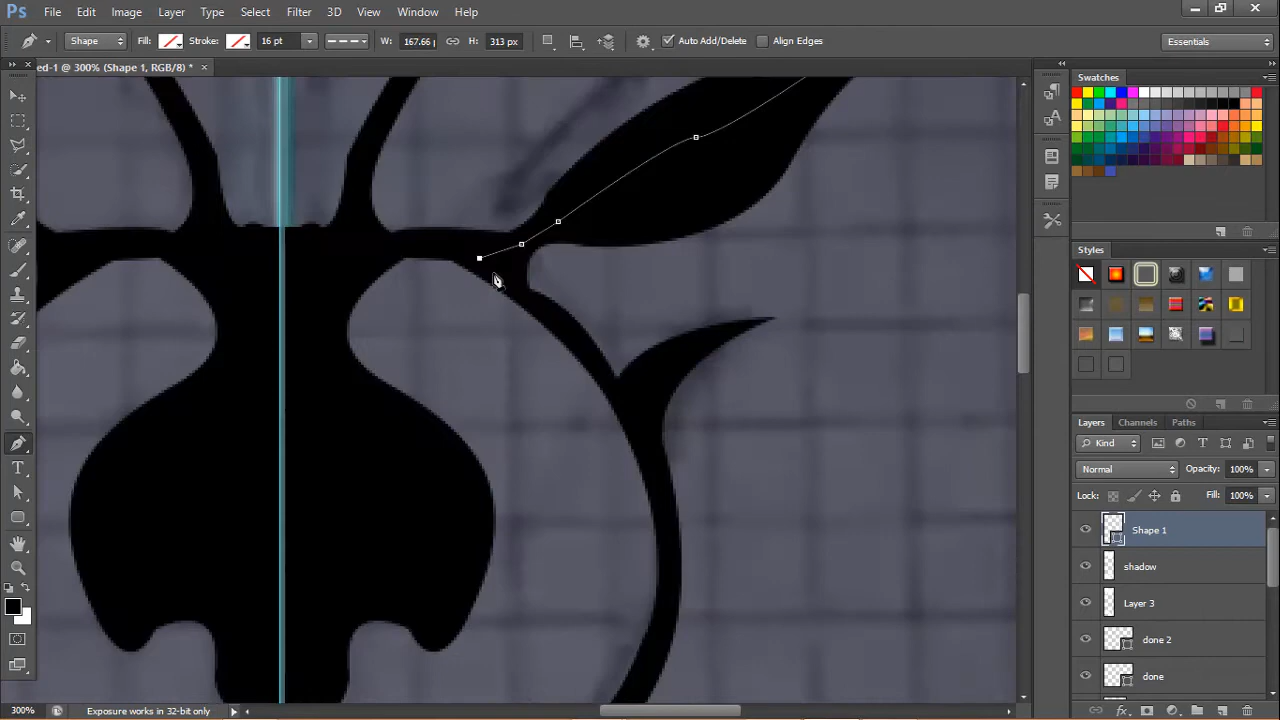 Ps File Edit Image Layer Type Select Filter 3D View Window Help
Shape Fill: Stroke: 16 pt W: 167.66 H: 313 px Auto Add/Delete Align Edges Essentials
ed-1 @ 300% (Shape 1, RGB/8) * ×
Swatches
Styles
Layers Channels Paths
Kind
Normal Opacity: 100%
Lock: Fill: 100%
Shape 1
shadow
Layer 3
done 2
done
300% Exposure works in 32-bit only